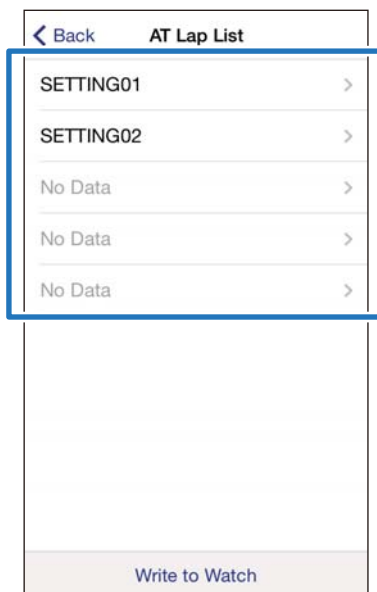 Back AT Lap List
SETTING01
SETTING02
No Data
No Data
No Data
Write to Watch